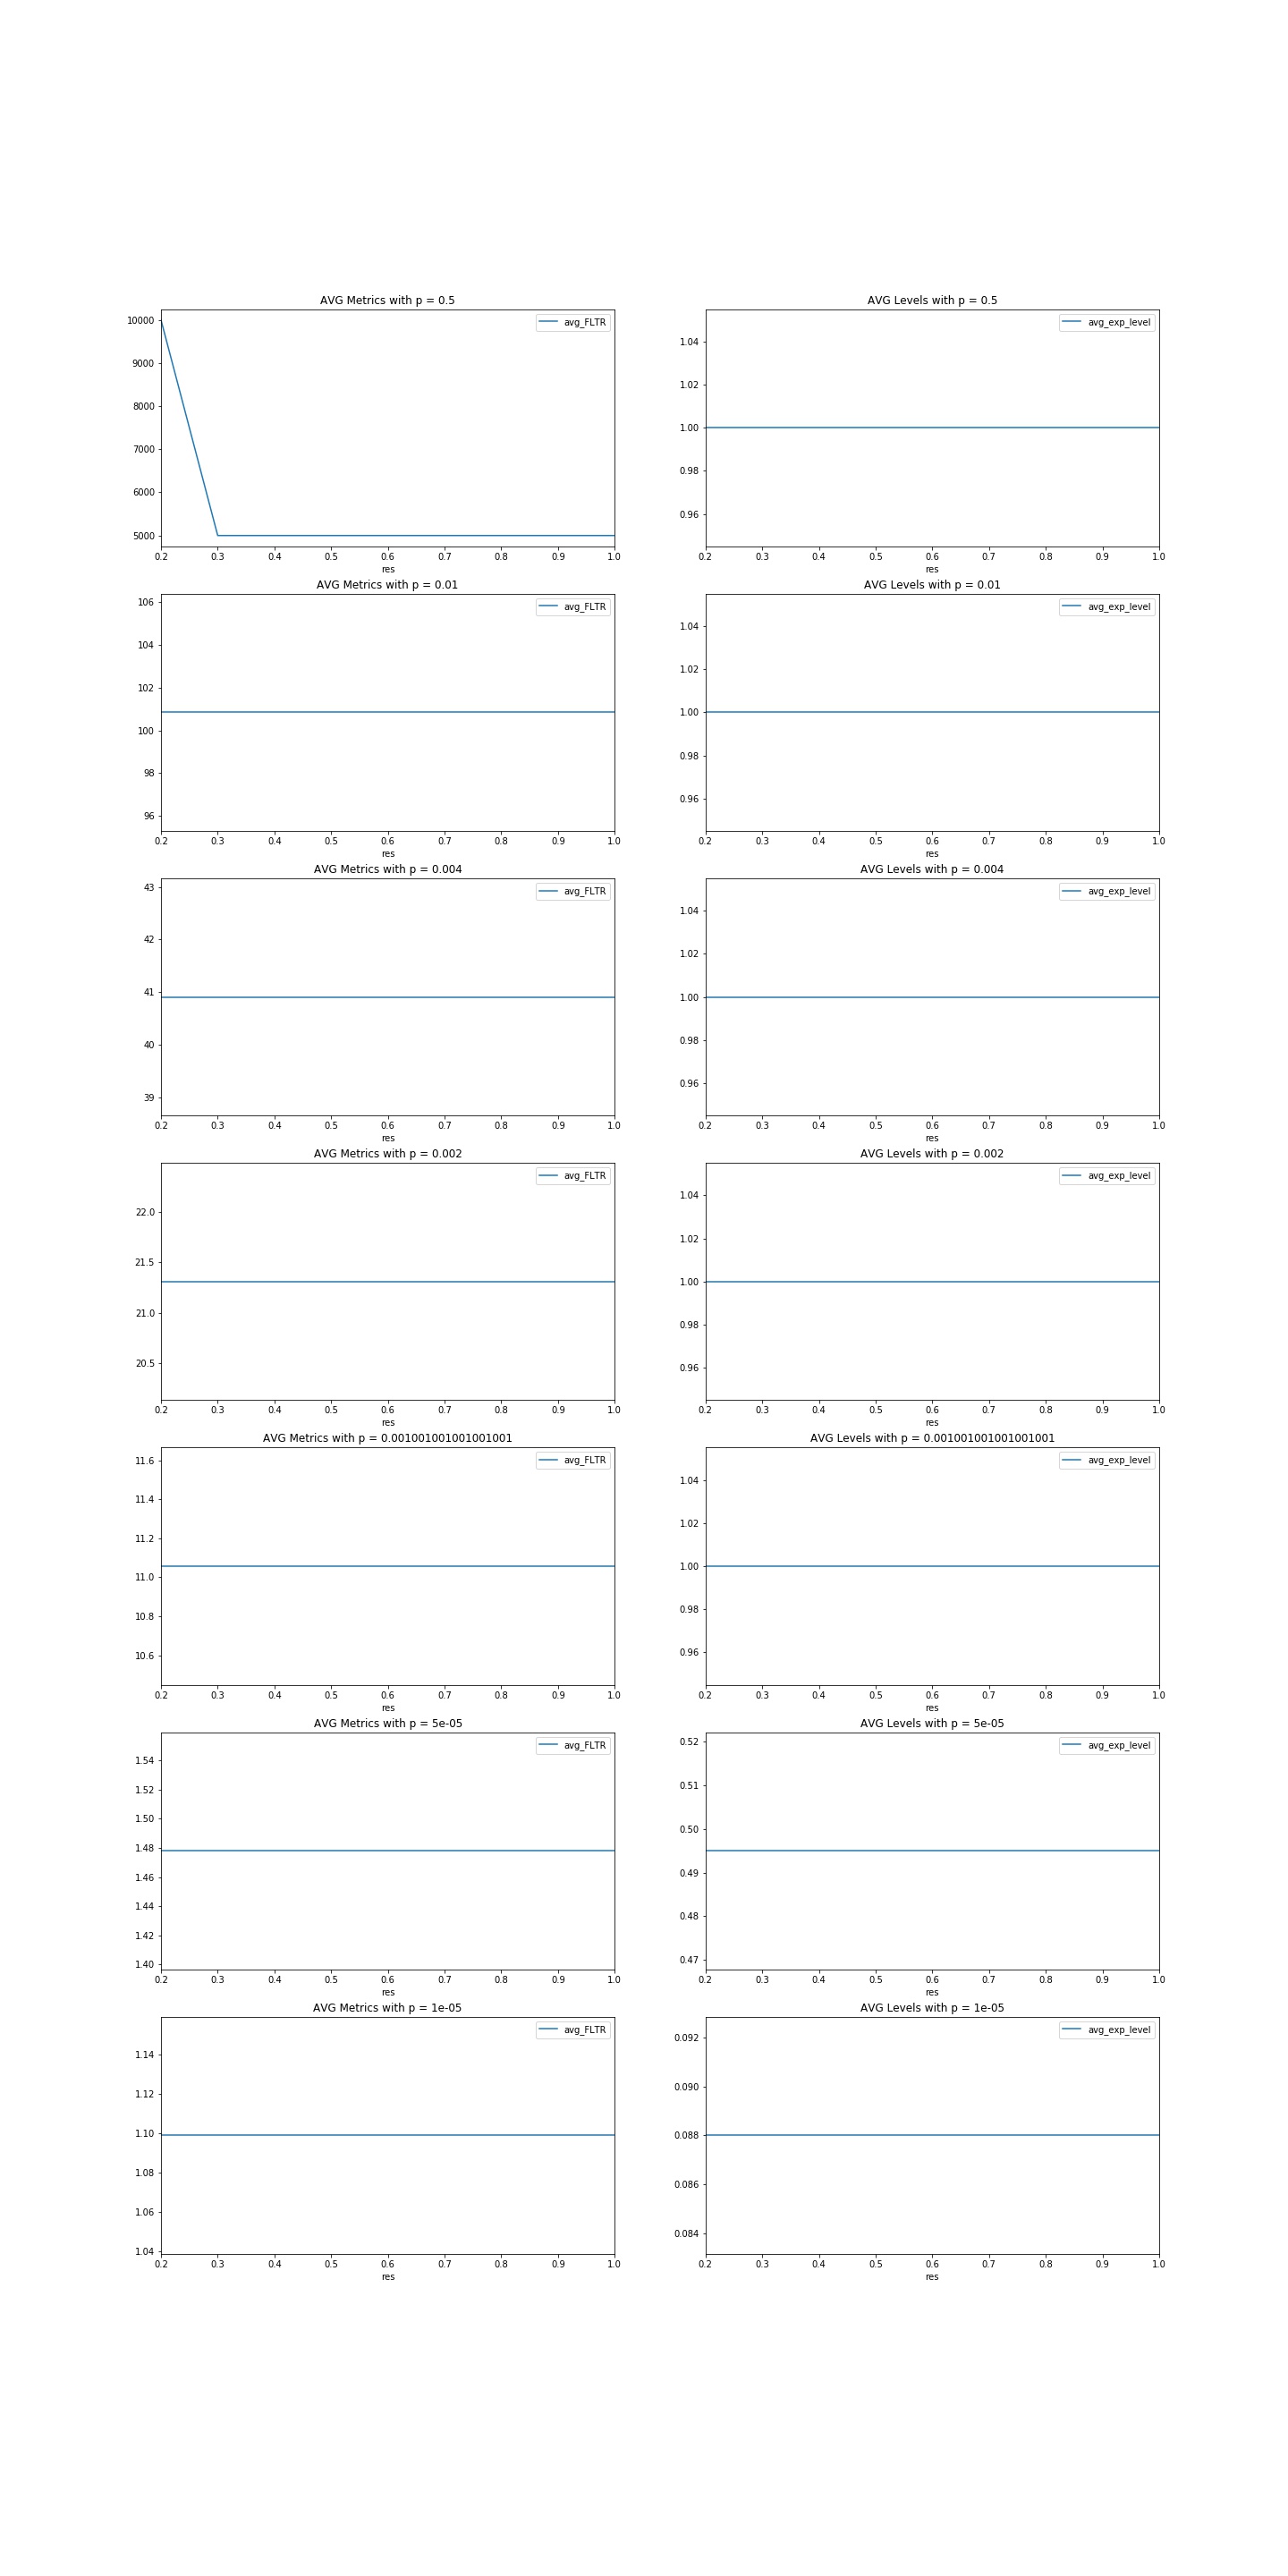 AVG Metrics with p = 0.5
avg_FLTR
10000
9000
8000
7000
6000
5000
0.2 0.3 0.4 0.5 0.6 0.7 0.8 0.9 1.0
res
AVG Levels with p = 0.5
avg_exp_level
1.04
1.02
1.00
0.98
0.96
0.2 0.3 0.4 0.5 0.6 0.7 0.8 0.9 1.0
res
AVG Metrics with p = 0.01
avg_FLTR
106
104
102
100
98
96
0.2 0.3 0.4 0.5 0.6 0.7 0.8 0.9 1.0
res
AVG Levels with p = 0.01
avg_exp_level
1.04
1.02
1.00
0.98
0.96
0.2 0.3 0.4 0.5 0.6 0.7 0.8 0.9 1.0
res
AVG Metrics with p = 0.004
avg_FLTR
43
42
41
40
39
0.2 0.3 0.4 0.5 0.6 0.7 0.8 0.9 1.0
res
AVG Levels with p = 0.004
avg_exp_level
1.04
1.02
1.00
0.98
0.96
0.2 0.3 0.4 0.5 0.6 0.7 0.8 0.9 1.0
res
AVG Metrics with p = 0.002
avg_FLTR
22.0
21.5
21.0
20.5
0.2 0.3 0.4 0.5 0.6 0.7 0.8 0.9 1.0
res
AVG Levels with p = 0.002
avg_exp_level
1.04
1.02
1.00
0.98
0.96
0.2 0.3 0.4 0.5 0.6 0.7 0.8 0.9 1.0
res
AVG Metrics with p = 0.001001001001001001
avg_FLTR
11.6
11.4
11.2
11.0
10.8
10.6
0.2 0.3 0.4 0.5 0.6 0.7 0.8 0.9 1.0
res
AVG Levels with p = 0.001001001001001001
avg_exp_level
1.04
1.02
1.00
0.98
0.96
0.2 0.3 0.4 0.5 0.6 0.7 0.8 0.9 1.0
res
AVG Metrics with p = 5e-05
avg_FLTR
1.54
1.52
1.50
1.48
1.46
1.44
1.42
1.40
0.2 0.3 0.4 0.5 0.6 0.7 0.8 0.9 1.0
res
AVG Levels with p = 5e-05
avg_exp_level
0.52
0.51
0.50
0.49
0.48
0.47
0.2 0.3 0.4 0.5 0.6 0.7 0.8 0.9 1.0
res
AVG Metrics with p = 1e-05
avg_FLTR
1.14
1.12
1.10
1.08
1.06
1.04
0.2 0.3 0.4 0.5 0.6 0.7 0.8 0.9 1.0
res
AVG Levels with p = 1e-05
avg_exp_level
0.092
0.090
0.088
0.086
0.084
0.2 0.3 0.4 0.5 0.6 0.7 0.8 0.9 1.0
res